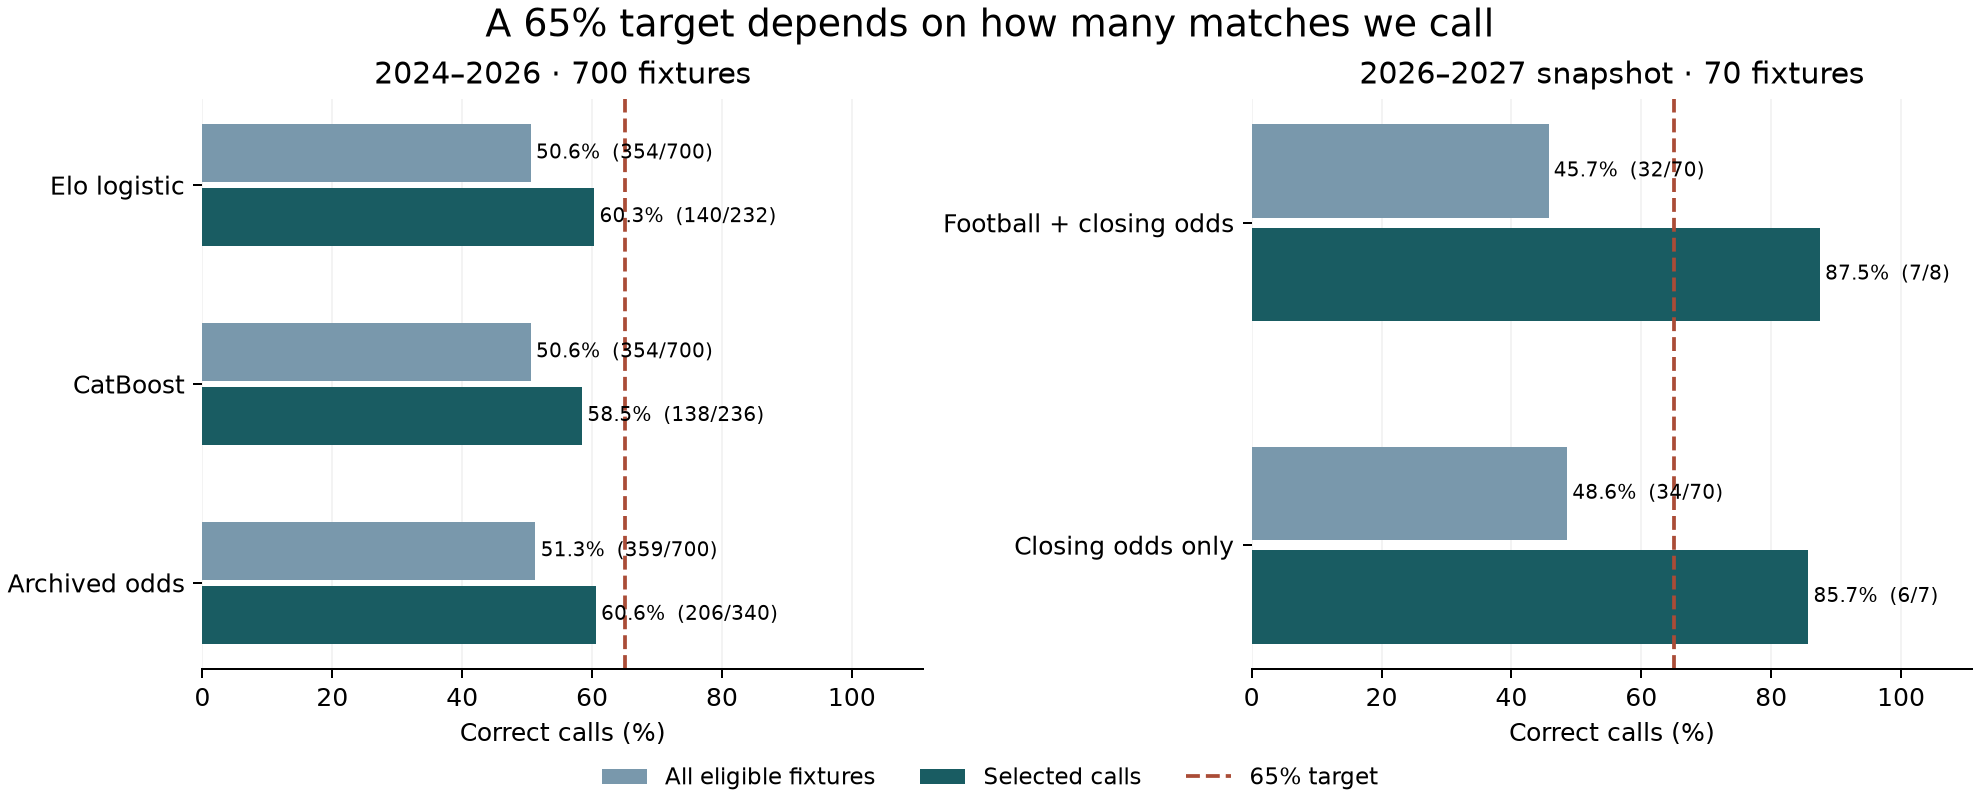 A 65% target depends on how many matches we call
2024–2026 · 700 fixtures
Elo logistic
50.6% (354/700)
60.3% (140/232)
CatBoost
50.6% (354/700)
58.5% (138/236)
Archived odds
51.3% (359/700)
60.6% (206/340)
0 20 40 60 80 100
Correct calls (%)
2026–2027 snapshot · 70 fixtures
Football + closing odds
45.7% (32/70)
87.5% (7/8)
Closing odds only
48.6% (34/70)
85.7% (6/7)
0 20 40 60 80 100
Correct calls (%)
All eligible fixtures Selected calls 65% target